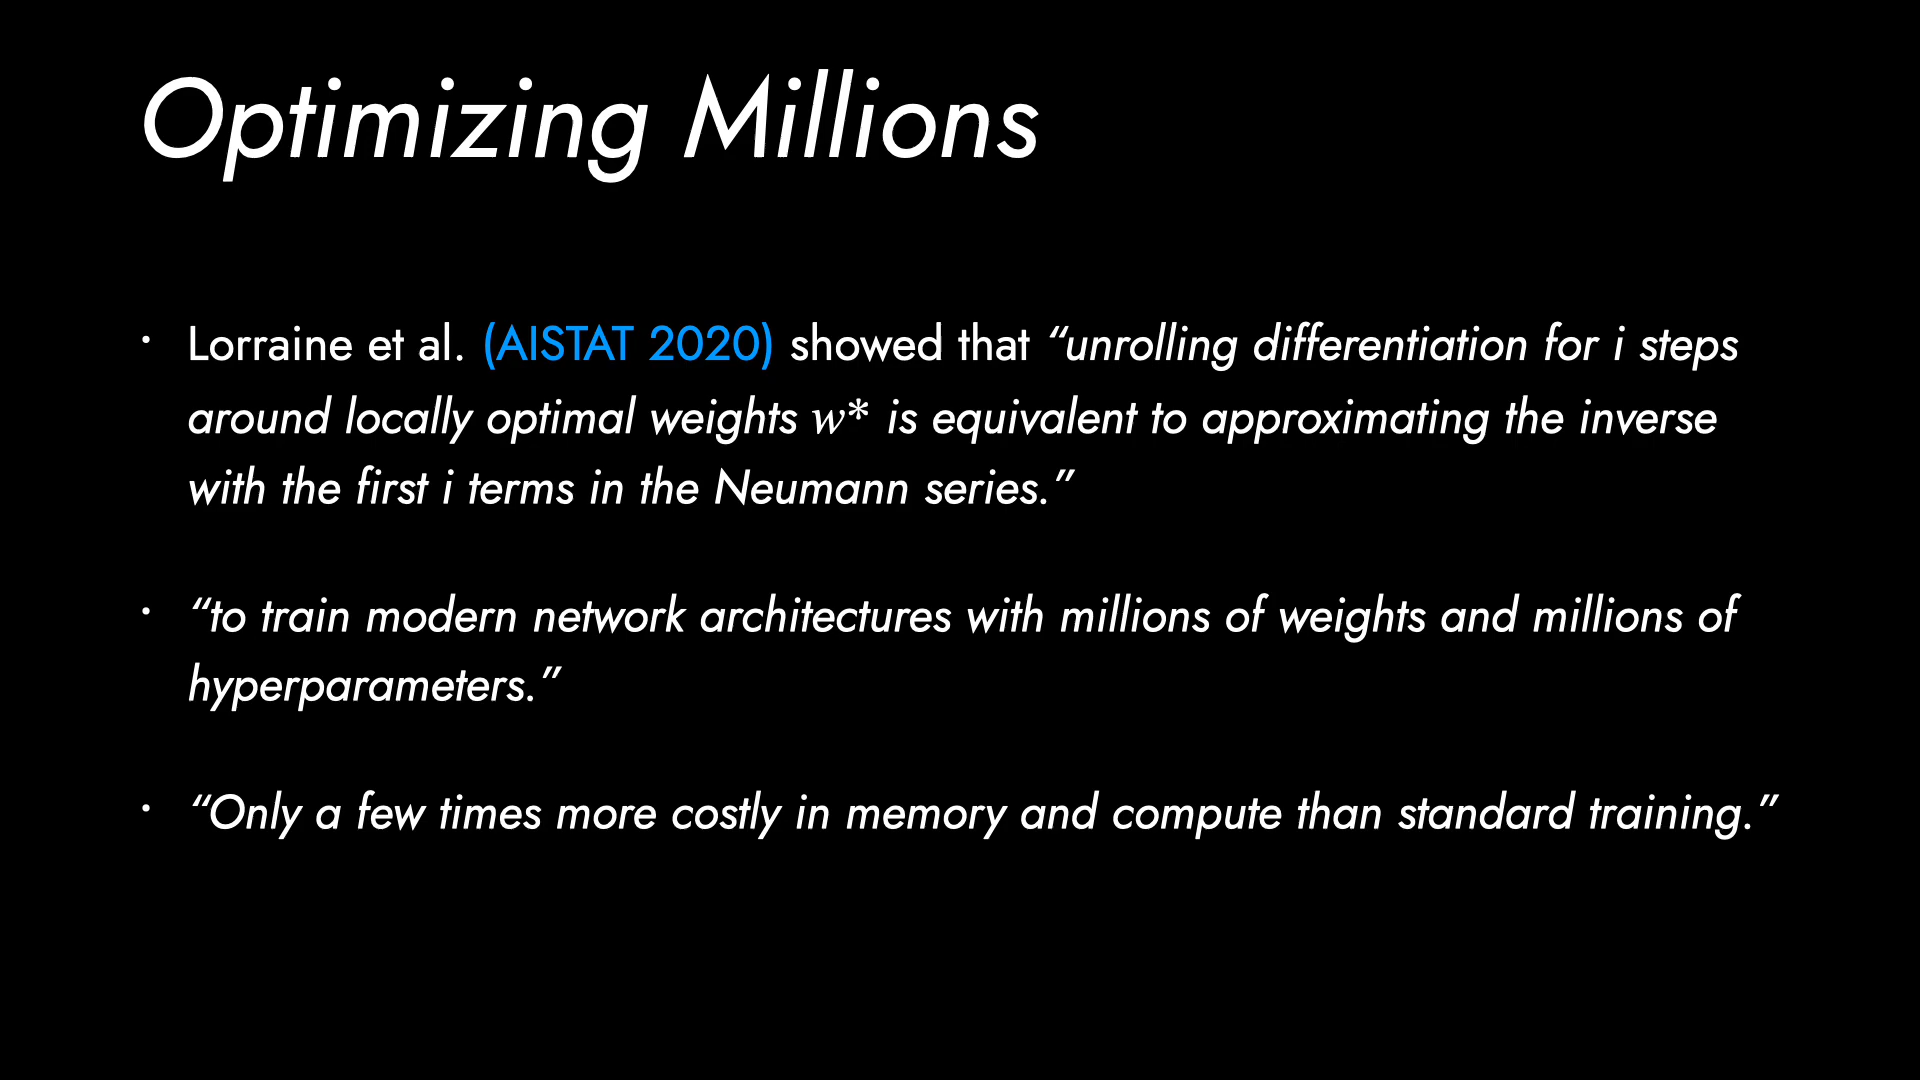 Optimizing Millions
• Lorraine et al. (AISTAT 2020) showed that “unrolling differentiation for i steps
around locally optimal weights w* is equivalent to approximating the inverse
with the first i terms in the Neumann series.”
• “to train modern network architectures with millions of weights and millions of
hyperparameters.”
• “Only a few times more costly in memory and compute than standard training.”